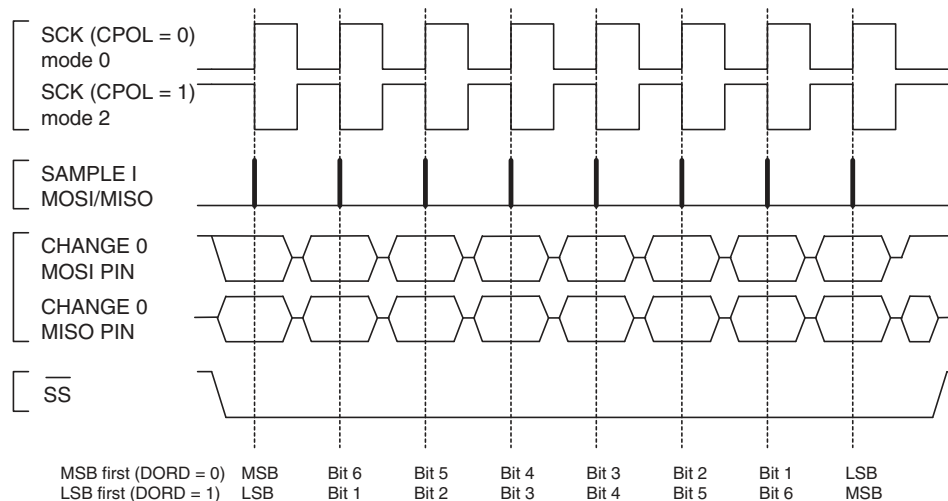 SCK (CPOL = 0)
mode 0
SCK (CPOL = 1)
mode 2
SAMPLE I
MOSI/MISO
CHANGE 0
MOSI PIN
CHANGE 0
MISO PIN
SS
MSB first (DORD = 0) MSB Bit 6 Bit 5 Bit 4 Bit 3 Bit 2 Bit 1 LSB
LSB first (DORD = 1) LSB Bit 1 Bit 2 Bit 3 Bit 4 Bit 5 Bit 6 MSB